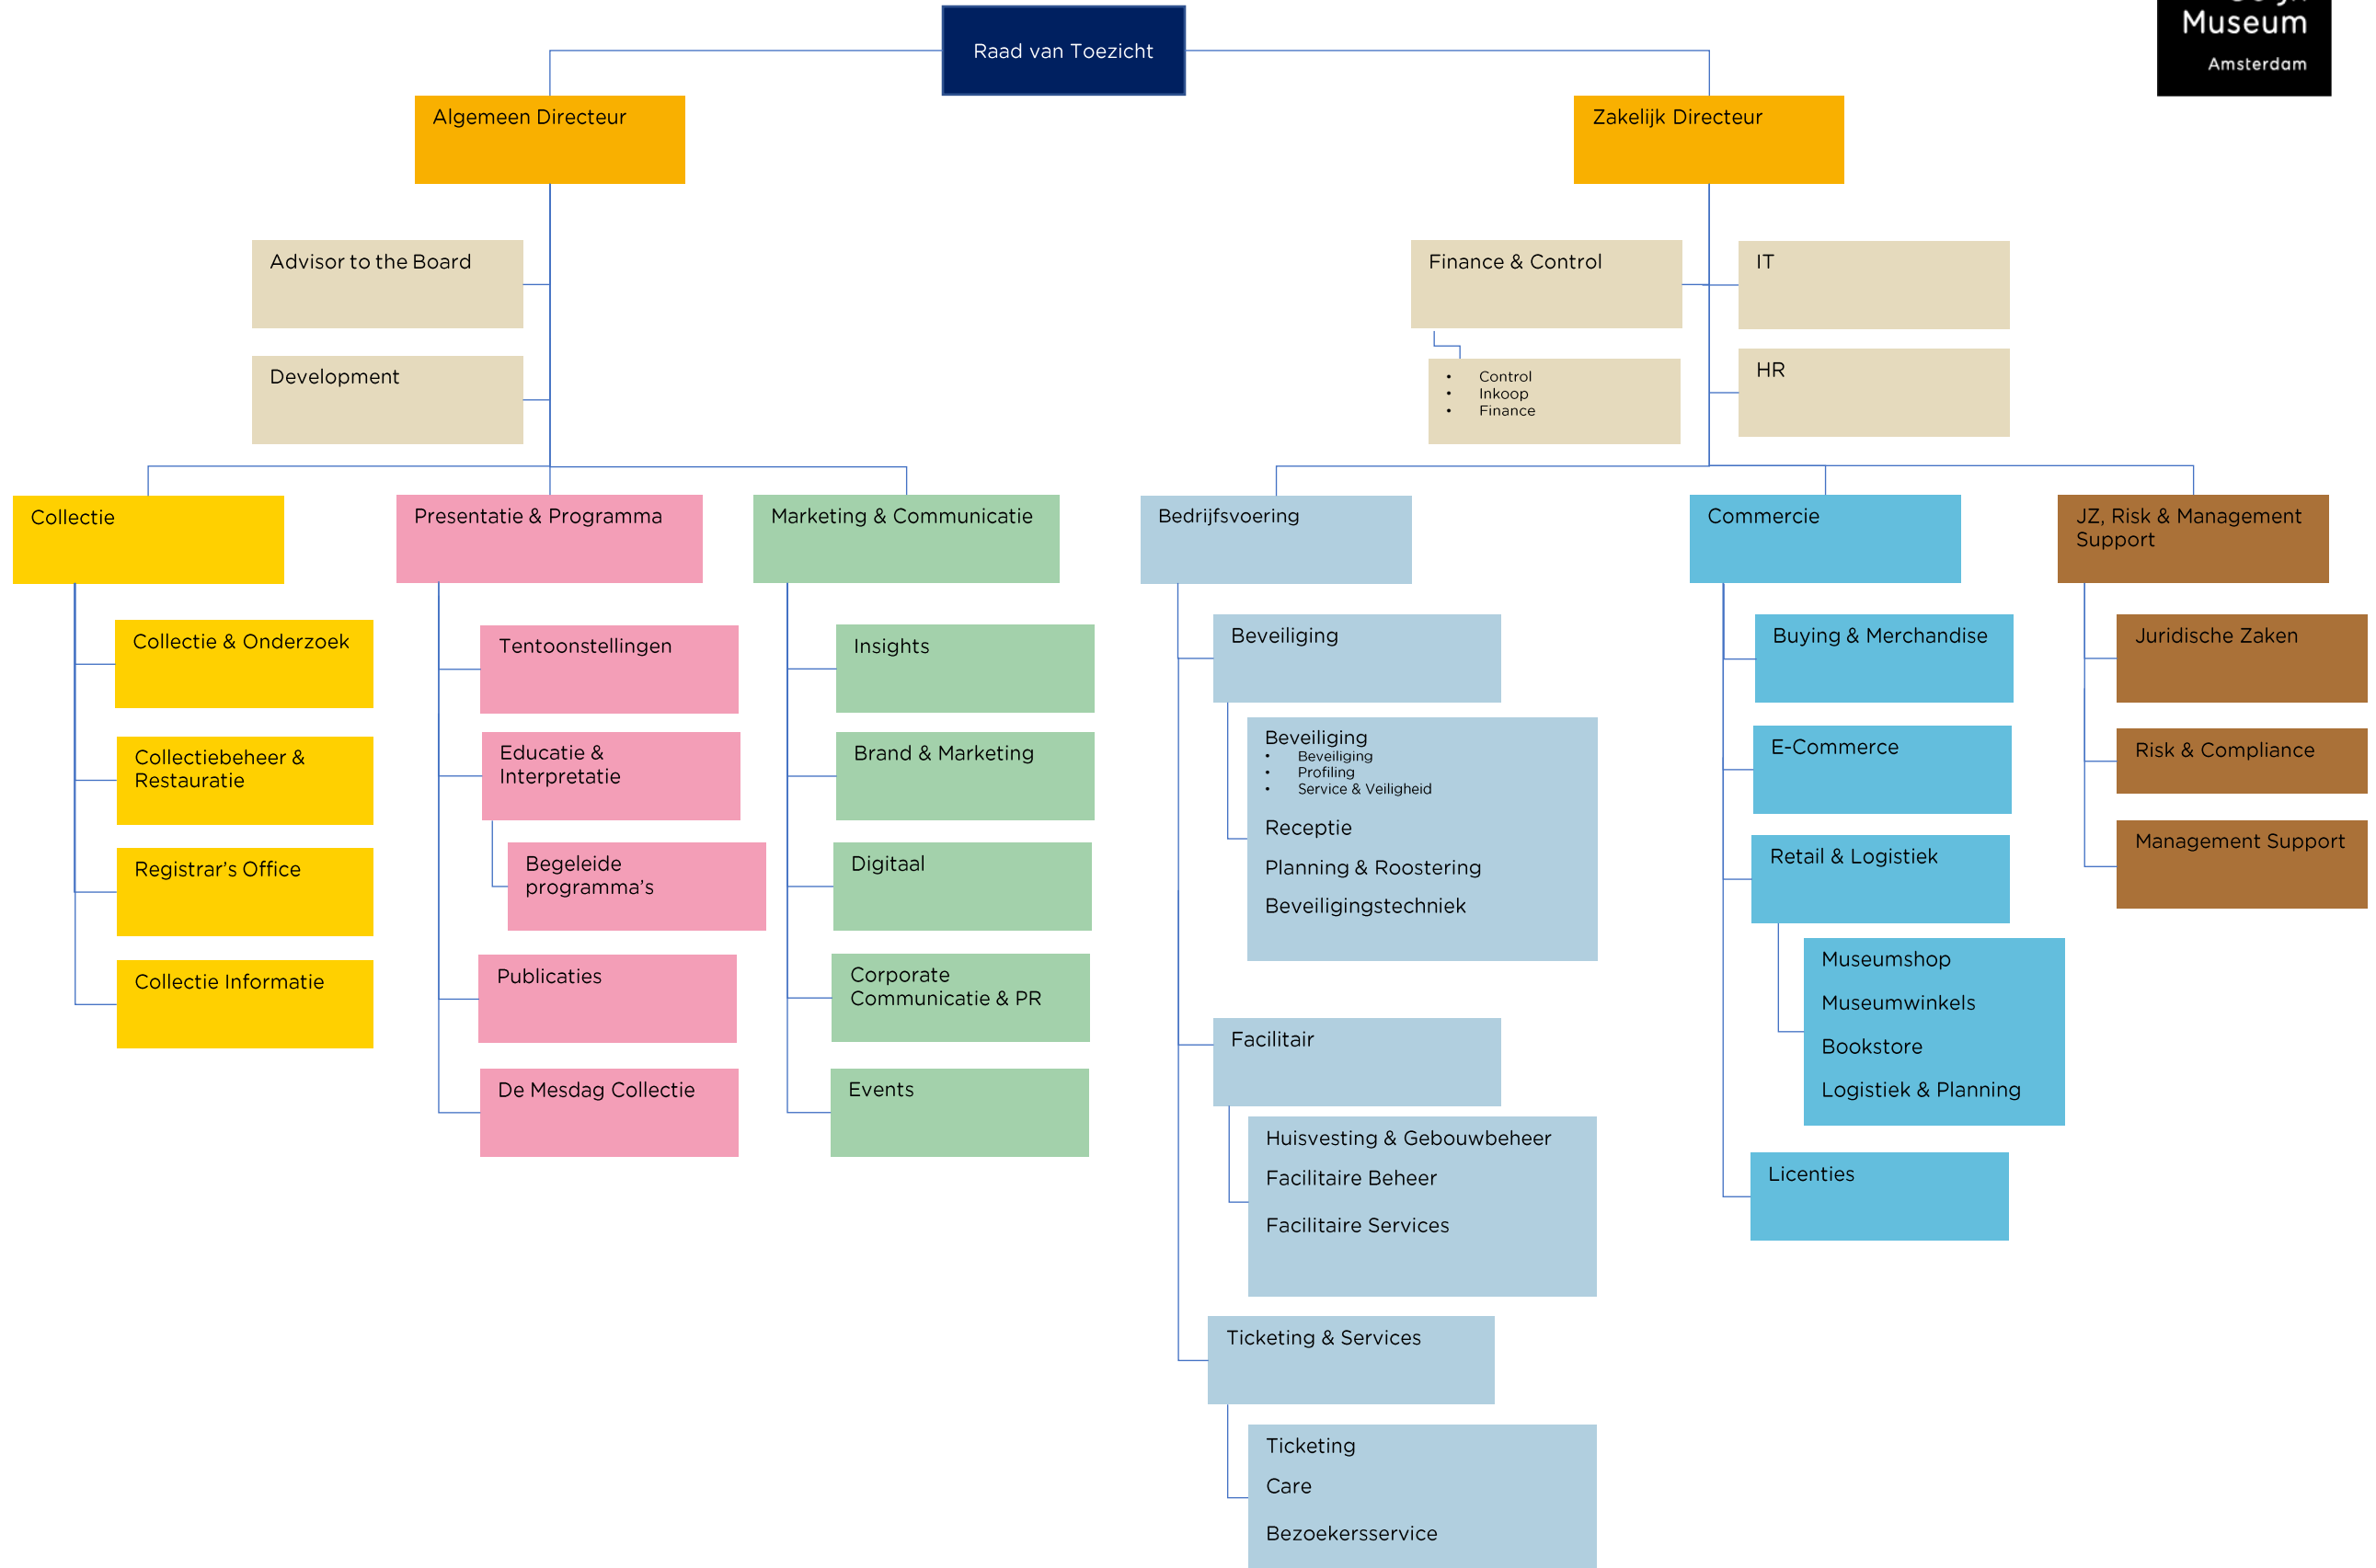 Museum
Amsterdam
Raad van Toezicht
Algemeen Directeur
Zakelijk Directeur
Advisor to the Board
Development
Finance & Control
• Control
• Inkoop
• Finance
IT
HR
Collectie
Collectie & Onderzoek
Collectiebeheer &
Restauratie
Registrar’s Office
Collectie Informatie
Presentatie & Programma
Tentoonstellingen
Educatie &
Interpretatie
Begeleide
programma’s
Publicaties
De Mesdag Collectie
Marketing & Communicatie
Insights
Brand & Marketing
Digitaal
Corporate
Communicatie & PR
Events
Bedrijfsvoering
Beveiliging
Beveiliging
• Beveiliging
• Profiling
• Service & Veiligheid
Receptie
Planning & Roostering
Beveiligingstechniek
Facilitair
Huisvesting & Gebouwbeheer
Facilitaire Beheer
Facilitaire Services
Ticketing & Services
Ticketing
Care
Bezoekersservice
Commercie
Buying & Merchandise
E-Commerce
Retail & Logistiek
Museumshop
Museumwinkels
Bookstore
Logistiek & Planning
Licenties
JZ, Risk & Management
Support
Juridische Zaken
Risk & Compliance
Management Support